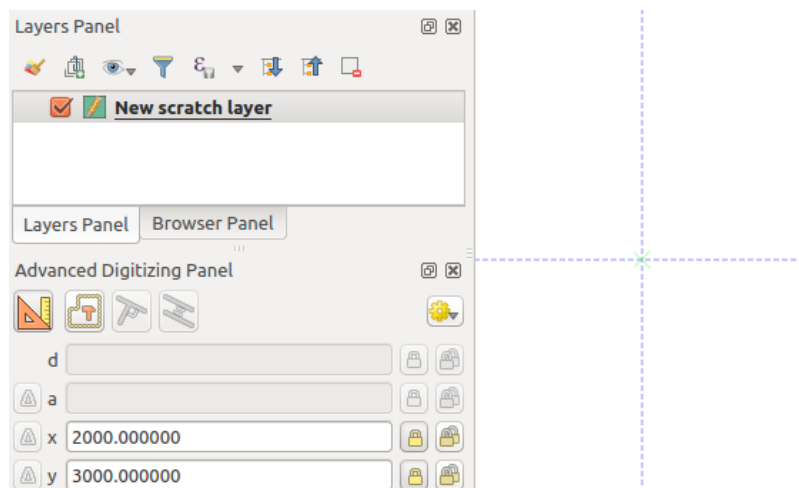 Layers Panel
New scratch layer
Layers Panel
Browser Panel
Advanced Digitizing Panel
d
a
x 2000.000000
y 3000.000000